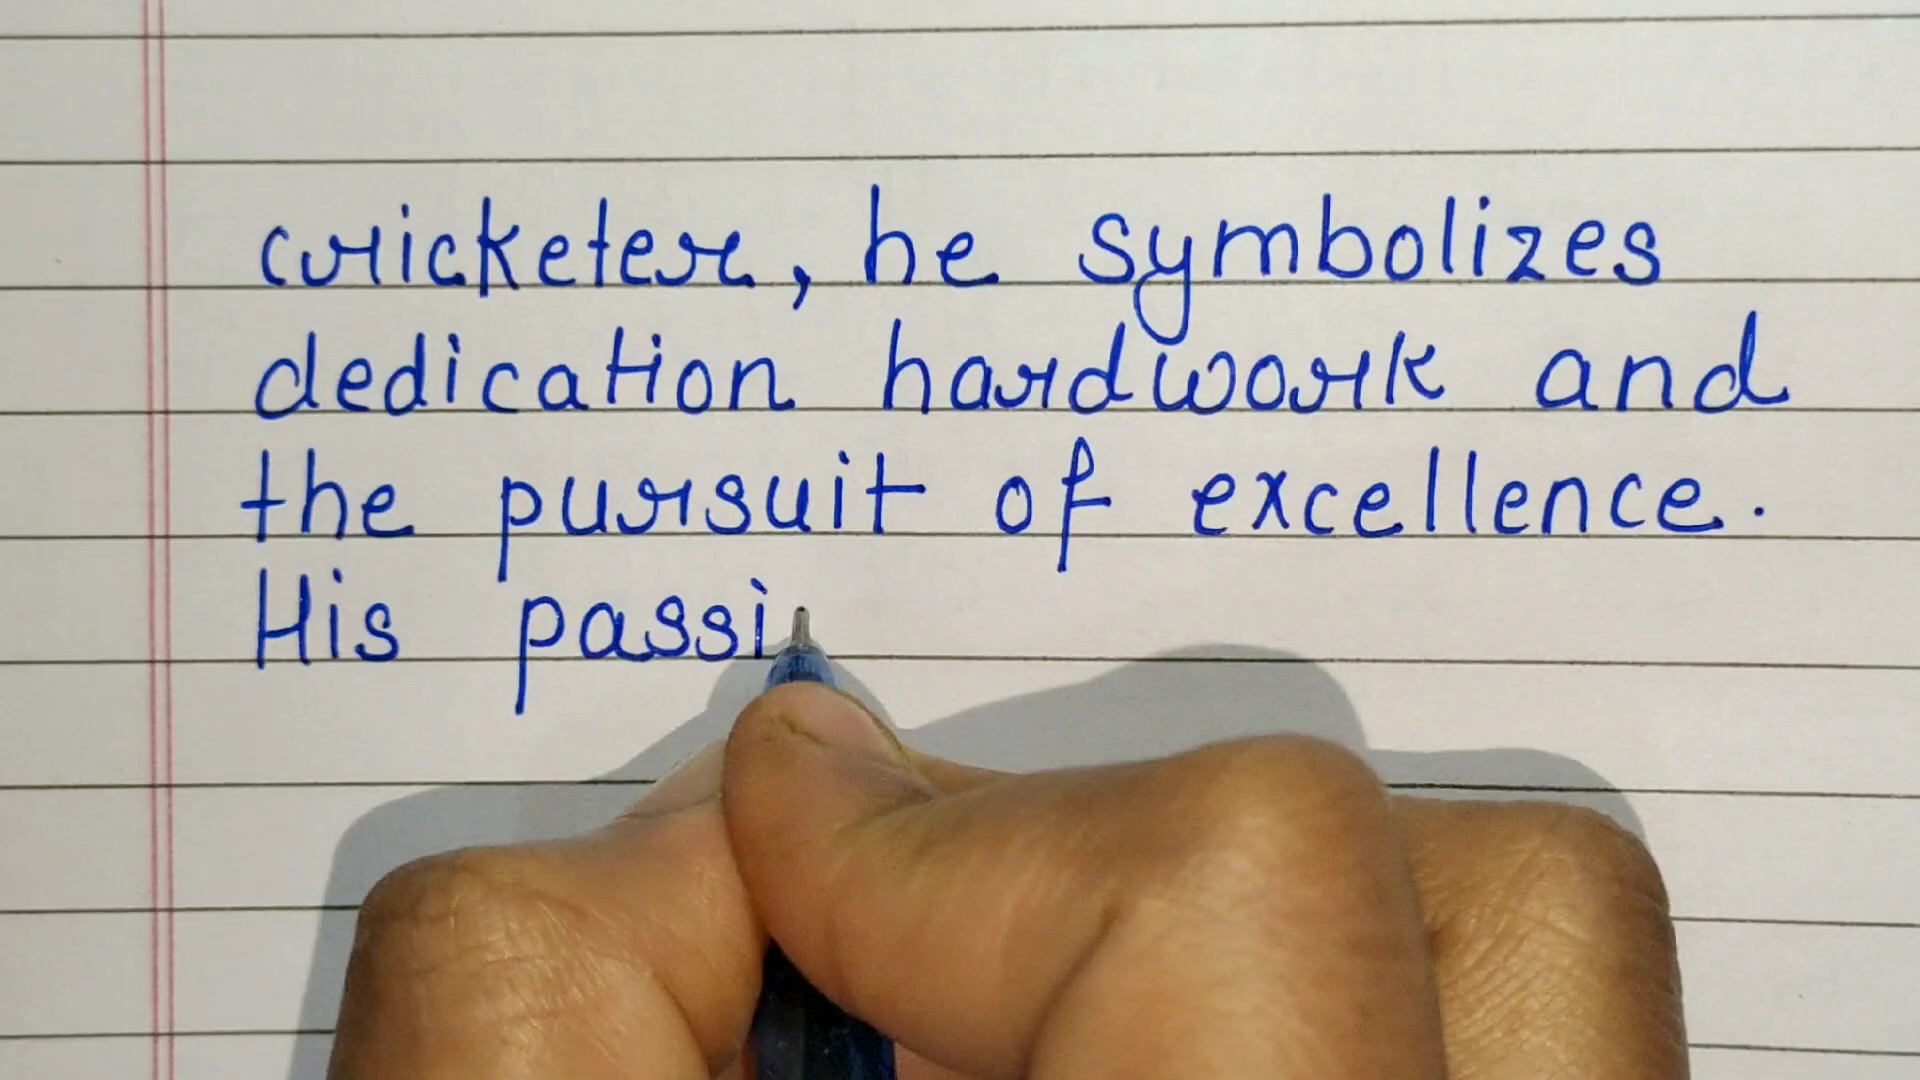 cricketer, he symbolizes
dedication hardwork and
the pursuit of excellence.
His passi